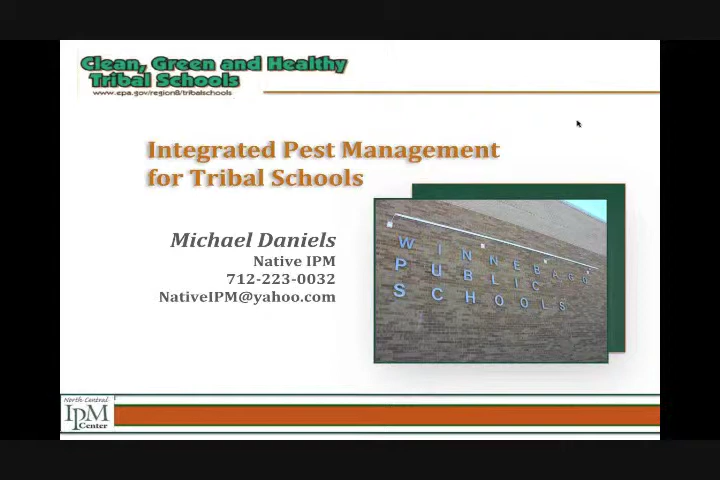 Clean, Green and Healthy
Tribal Schools
www.epa.gov/region8/tribalschools
Integrated Pest Management
for Tribal Schools
Michael Daniels
Native IPM
712-223-0032
NativeIPM@yahoo.com
WINNEBAGO
PUBLIC
SCHOOLS
North Central
IPM
Center